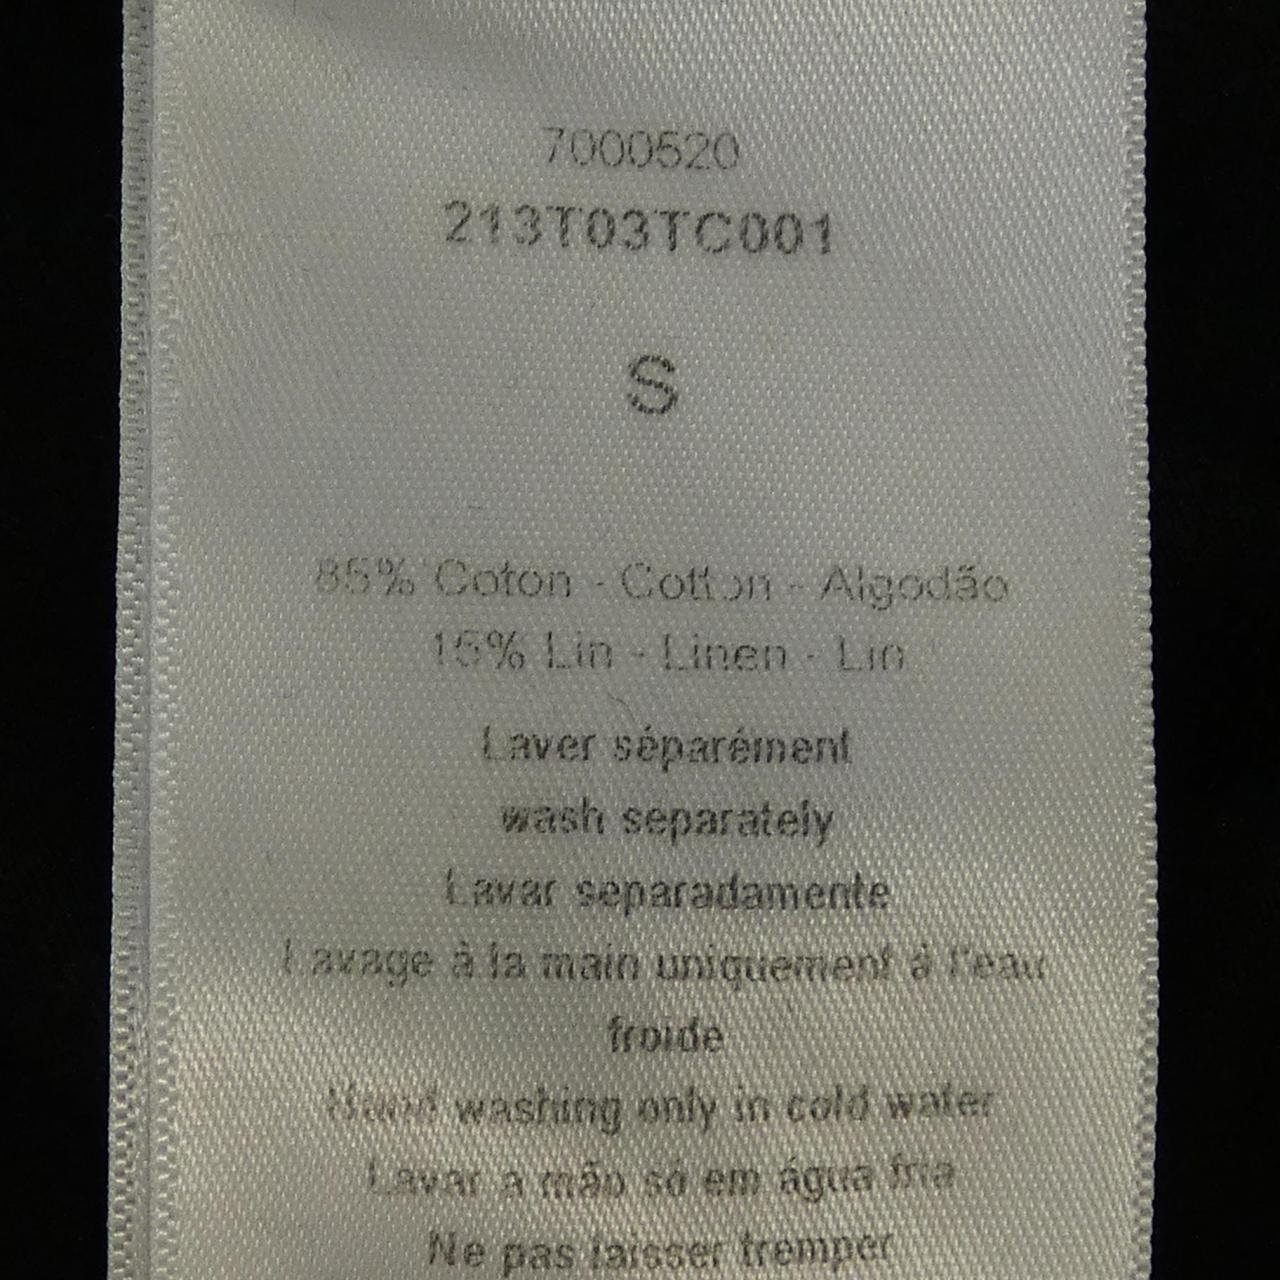 7000520
213T03TC001
S
85% Coton - Cotton - Algodão
15% Lin - Linen - Lin
Laver séparément
wash separately
Lavar separadamente
Lavage à la main uniquement à l'eau
froide
Hand washing only in cold water
Lavar a mão só em água fria
Ne pas laisser tremper